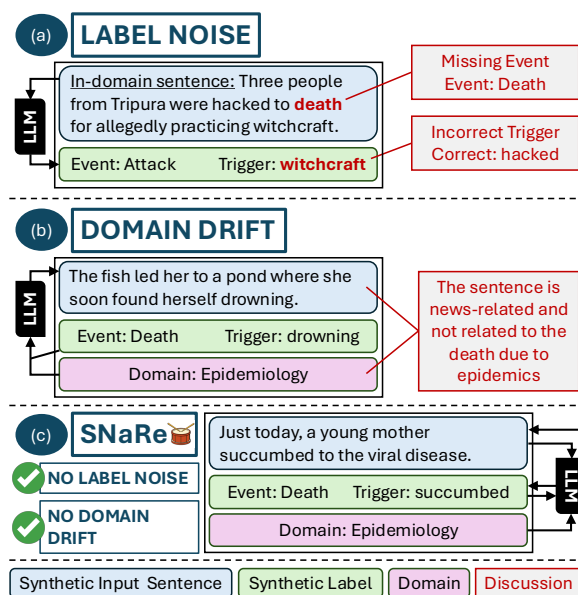 (a) LABEL NOISE
In-domain sentence: Three people
from Tripura were hacked to death
for allegedly practicing witchcraft.
LLM
Event: Attack Trigger: witchcraft
Missing Event
Event: Death
Incorrect Trigger
Correct: hacked
(b) DOMAIN DRIFT
The fish led her to a pond where she
soon found herself drowning.
LLM
Event: Death Trigger: drowning
Domain: Epidemiology
The sentence is
news-related and
not related to the
death due to
epidemics
(c) SNaRe
NO LABEL NOISE
NO DOMAIN
DRIFT
Just today, a young mother
succumbed to the viral disease.
Event: Death Trigger: succumbed
Domain: Epidemiology
LLM
Synthetic Input Sentence Synthetic Label Domain Discussion